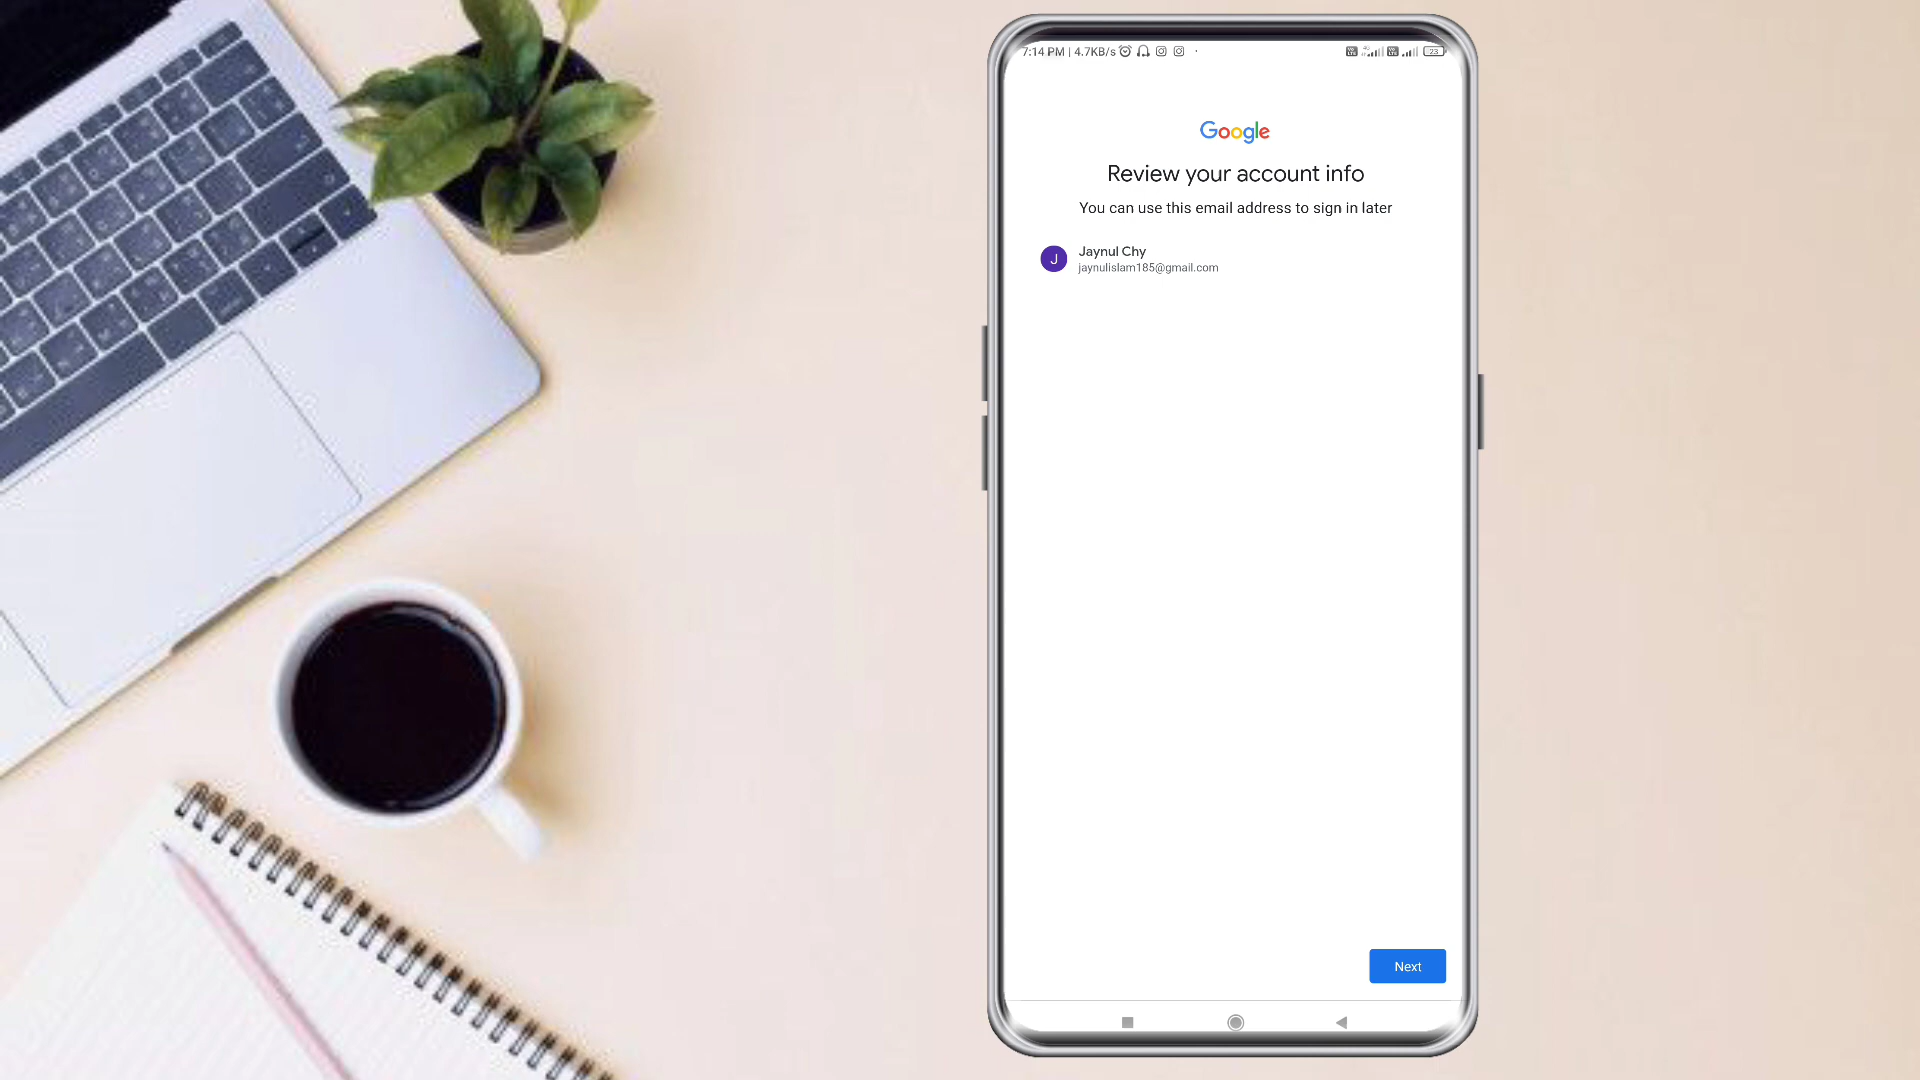 7:14 PM | 4.7KB/s
23
Google
Review your account info
You can use this email address to sign in later
J
Jaynul Chy
jaynulislam185@gmail.com
Next